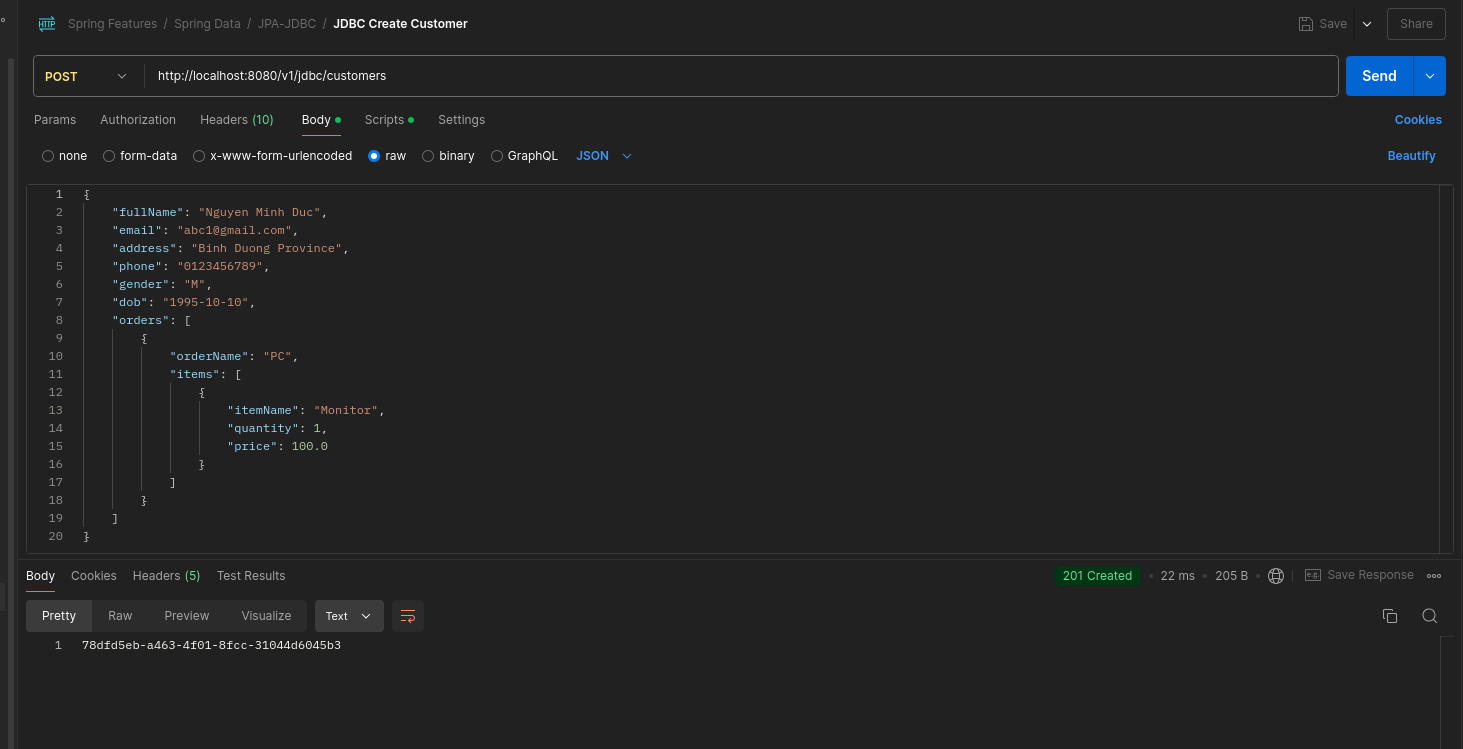 Spring Features / Spring Data / JPA-JDBC / JDBC Create Customer Save Share
POST http://localhost:8080/v1/jdbc/customers Send
Params Authorization Headers (10) Body Scripts Settings Cookies
none form-data x-www-form-urlencoded raw binary GraphQL JSON Beautify
1 {
2 "fullName": "Nguyen Minh Duc",
3 "email": "abc1@gmail.com",
4 "address": "Binh Duong Province",
5 "phone": "0123456789",
6 "gender": "M",
7 "dob": "1995-10-10",
8 "orders": [
9 {
10 "orderName": "PC",
11 "items": [
12 {
13 "itemName": "Monitor",
14 "quantity": 1,
15 "price": 100.0
16 }
17 ]
18 }
19 ]
20 }
Body Cookies Headers (5) Test Results 201 Created 22 ms 205 B Save Response
Pretty Raw Preview Visualize Text
1 78dfd5eb-a463-4f01-8fcc-31044d6045b3